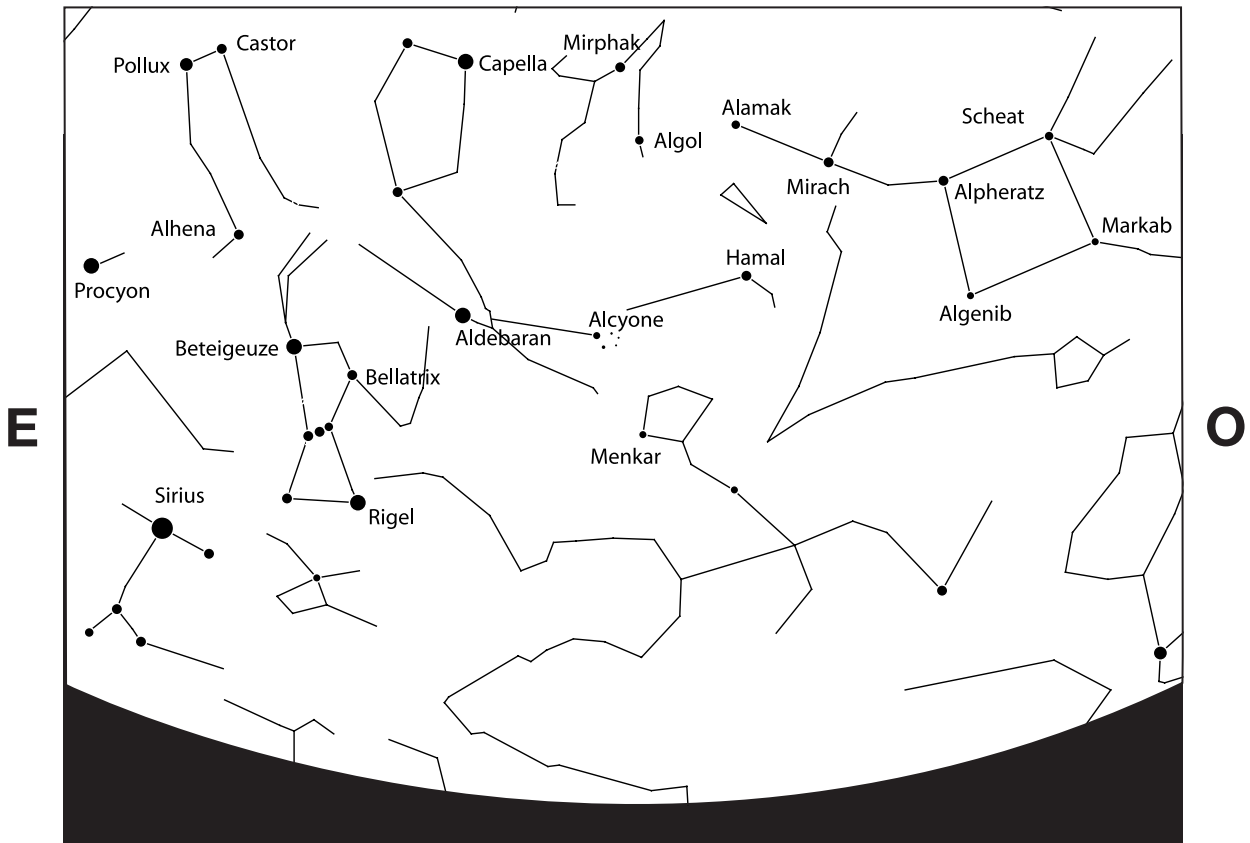 Castor
Pollux
Capella
Mirphak
Algol
Alamak
Scheat
Mirach
Alpheratz
Alhena
Markab
Procyon
Hamal
Algenib
Alcyone
Aldebaran
Beteigeuze
Bellatrix
E
O
Menkar
Sirius
Rigel